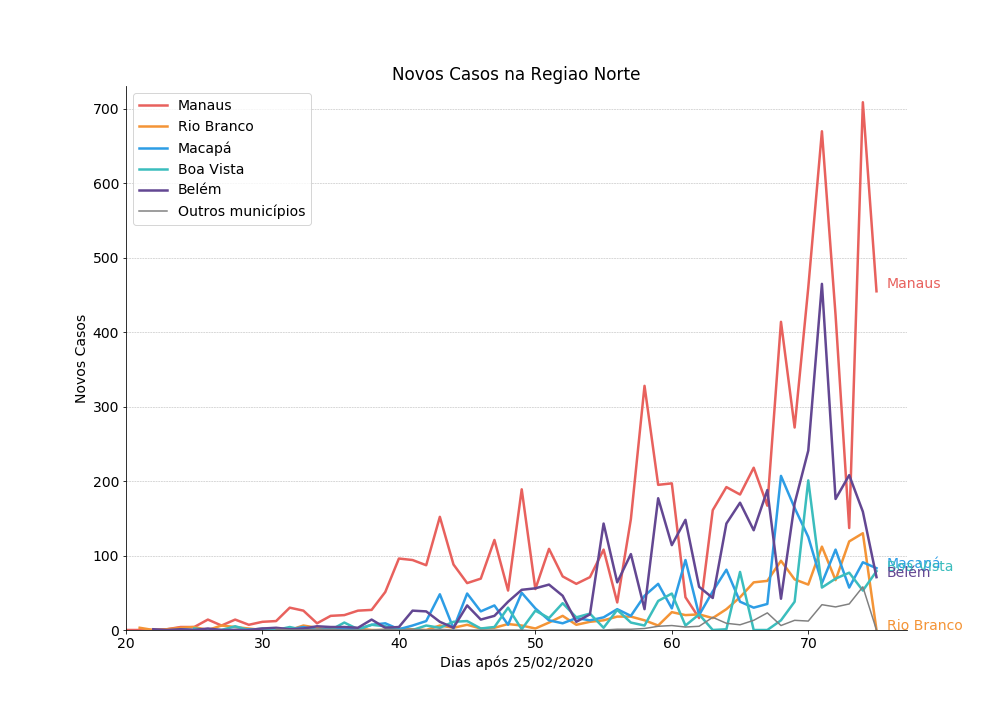 Novos Casos na Regiao Norte
Manaus
Rio Branco
Macapá
Boa Vista
Belém
Outros municípios
700
600
500
400
300
200
100
0
Novos Casos
20 30 40 50 60 70
Dias após 25/02/2020
Manaus
Macapá
Boa Vista
Belém
Rio Branco